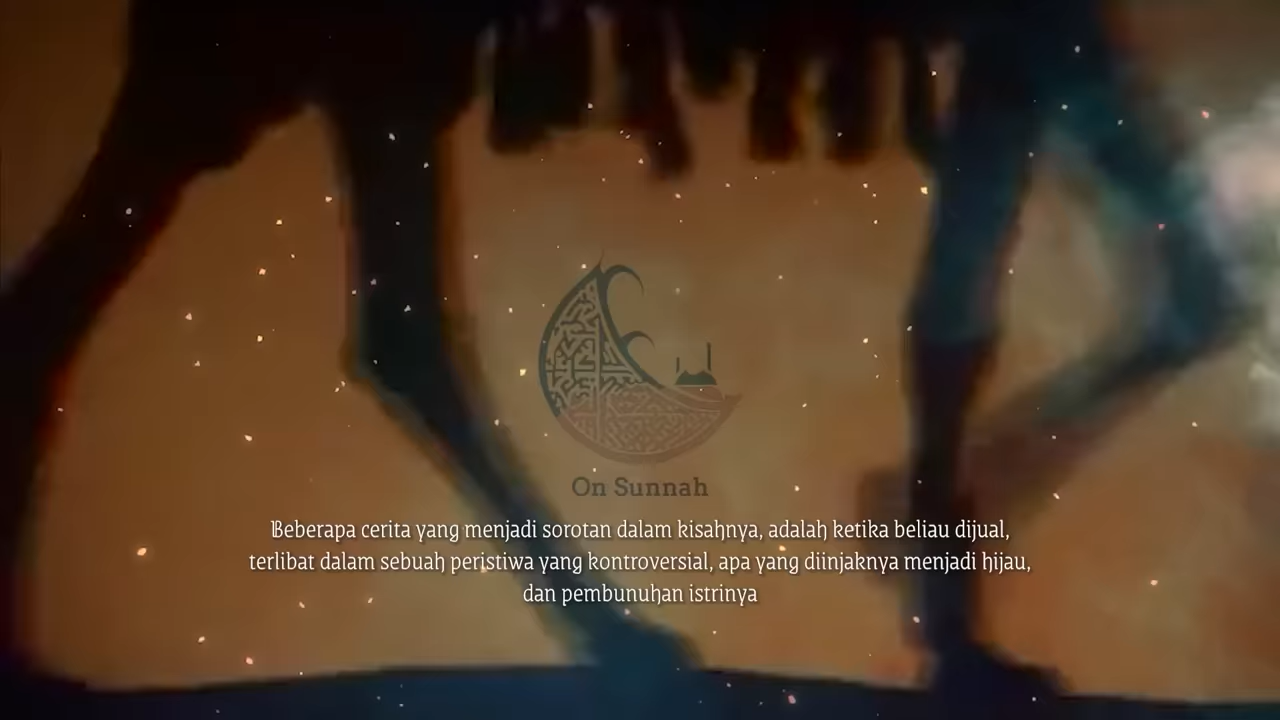 On Sunnah
Beberapa cerita yang menjadi sorotan dalam kisahnya, adalah ketika beliau dijual,
terlibat dalam sebuah peristiwa yang kontroversial, apa yang diinjaknya menjadi hijau,
dan pembunuhan istrinya